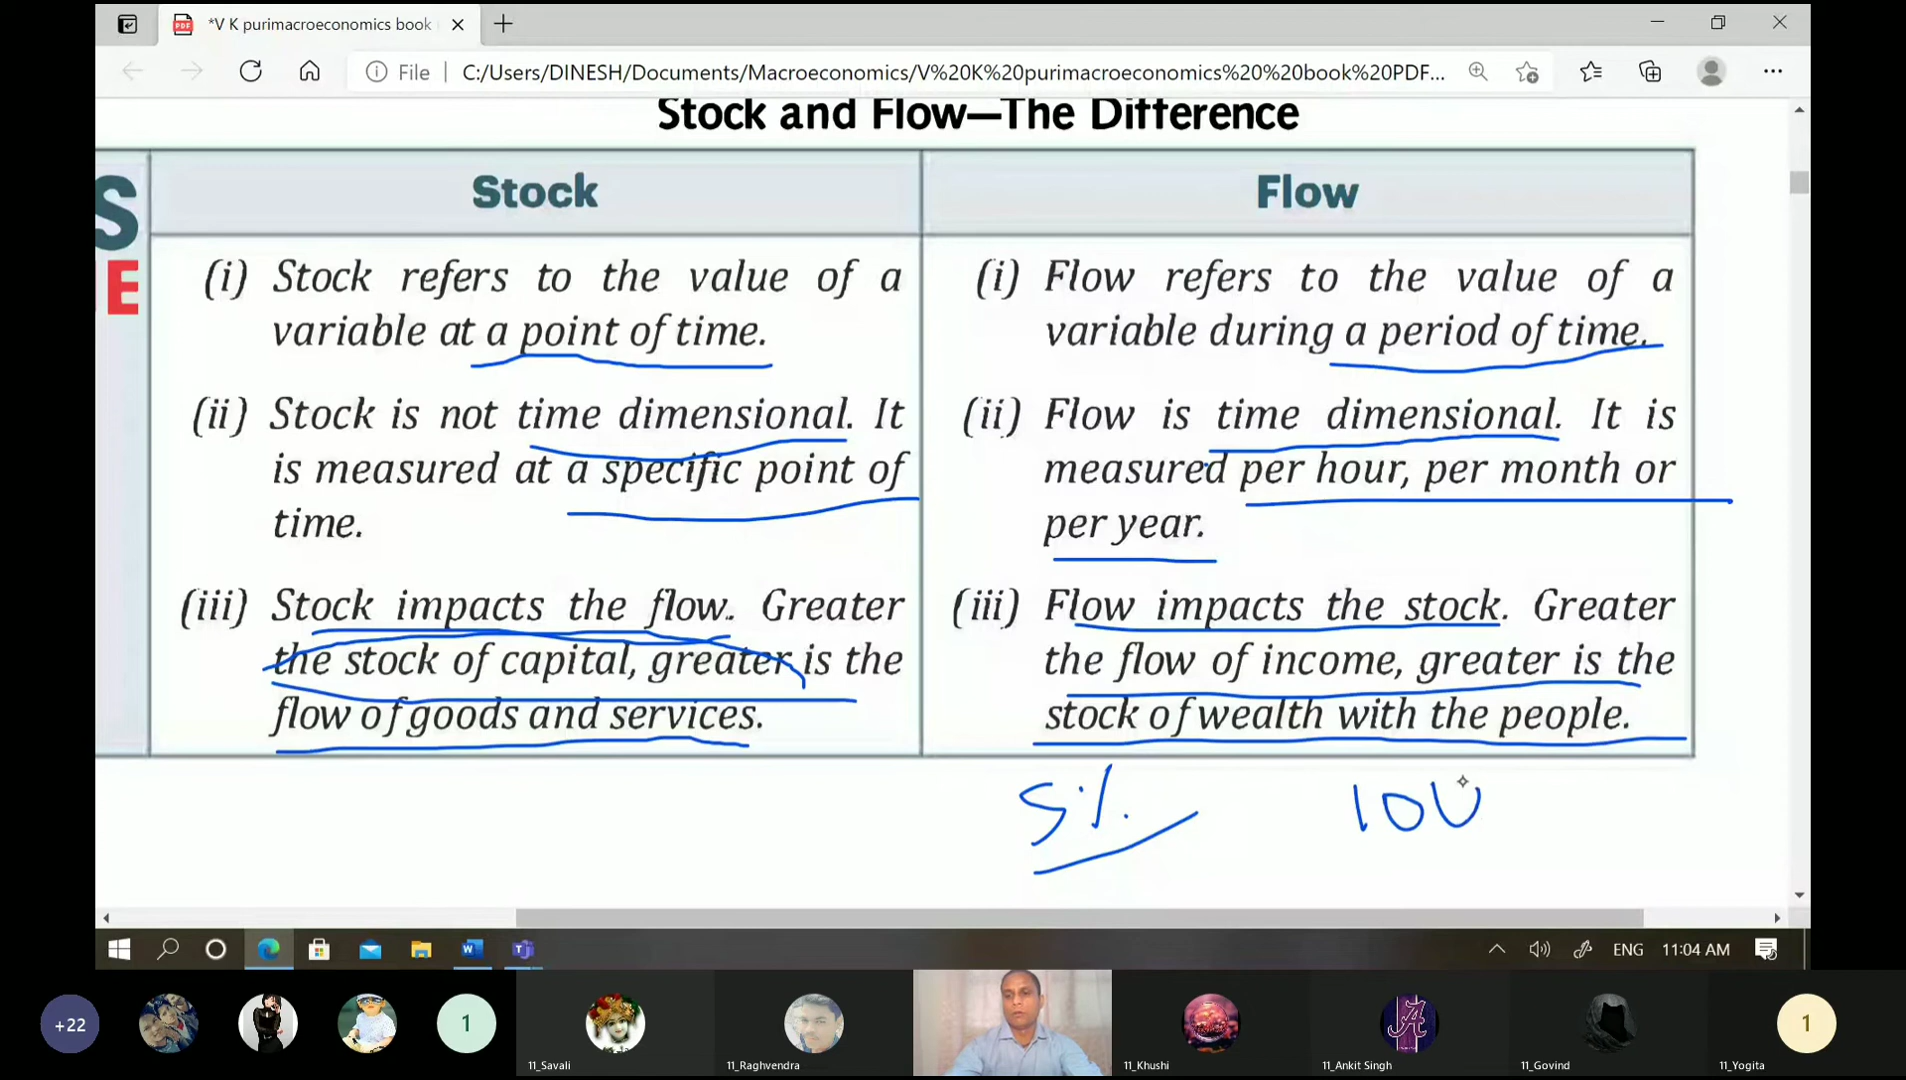 *V K purimacroeconomics book
File
C:/Users/DINESH/Documents/Macroeconomics/V%20K%20purimacroeconomics%20%20book%20PDF...
Stock and Flow—The Difference
S
E
Stock
Flow
(i) Stock refers to the value of a
variable at a point of time.
(ii) Stock is not time dimensional. It
is measured at a specific point of
time.
(iii) Stock impacts the flow. Greater
the stock of capital, greater is the
flow of goods and services.
(i) Flow refers to the value of a
variable during a period of time.
(ii) Flow is time dimensional. It is
measured per hour, per month or
per year.
(iii) Flow impacts the stock. Greater
the flow of income, greater is the
stock of wealth with the people.
5%
100
ENG 11:04 AM
+22
1
11_Savali
11_Raghvendra
11_Khushi
11_Ankit Singh
11_Govind
1
11_Yogita